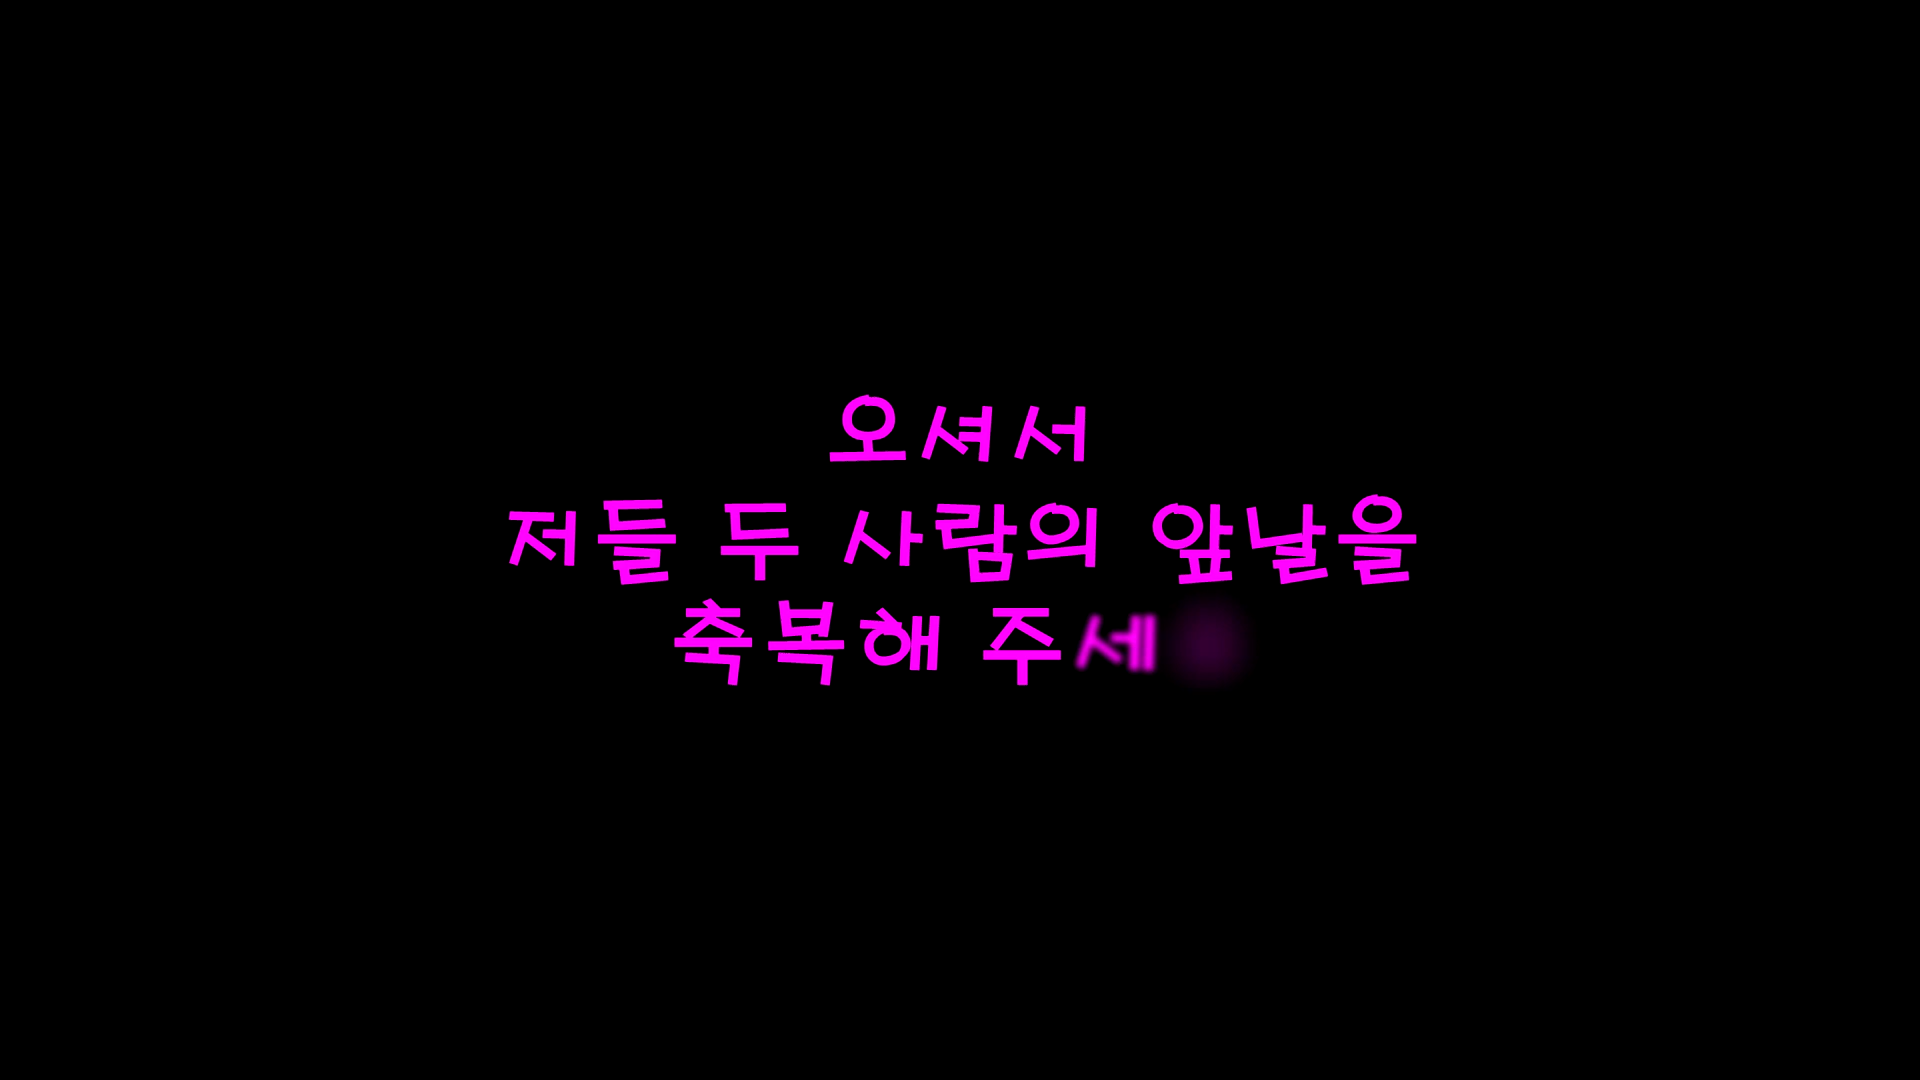 오셔서
저들 두 사람의 앞날을
축복해 주세